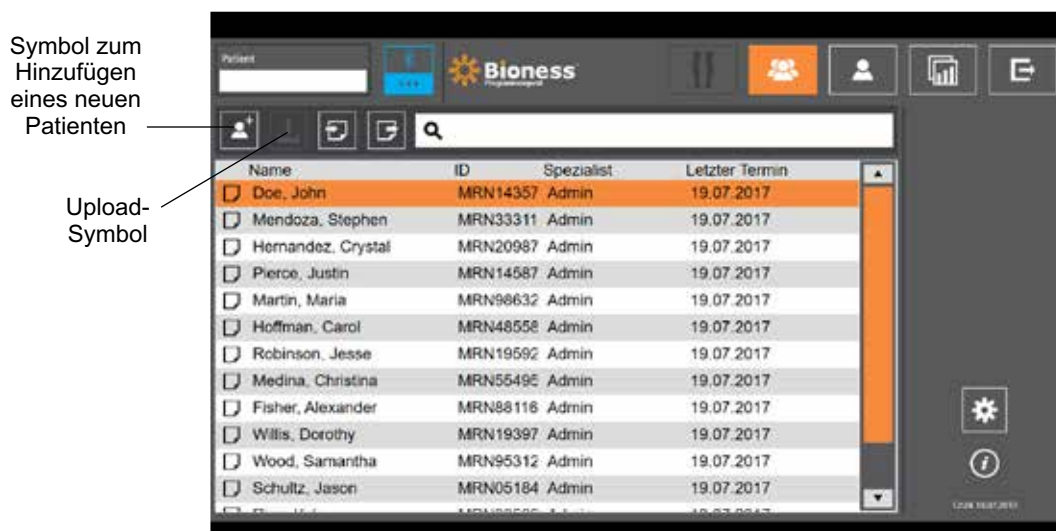 Symbol zum
Hinzufügen
eines neuen
Patienten
Upload-
Symbol
Patient
Bioness
Name ID Spezialist Letzter Termin
Doe, John MRN14357 Admin 19.07.2017
Mendoza, Stephen MRN33311 Admin 19.07.2017
Hernandez, Crystal MRN20987 Admin 19.07.2017
Pierce, Justin MRN14587 Admin 19.07.2017
Martin, Maria MRN98632 Admin 19.07.2017
Hoffman, Carol MRN48558 Admin 19.07.2017
Robinson, Jesse MRN19592 Admin 19.07.2017
Medina, Christina MRN55495 Admin 19.07.2017
Fisher, Alexander MRN88116 Admin 19.07.2017
Willis, Dorothy MRN19397 Admin 19.07.2017
Wood, Samantha MRN95312 Admin 19.07.2017
Schultz, Jason MRN05184 Admin 19.07.2017